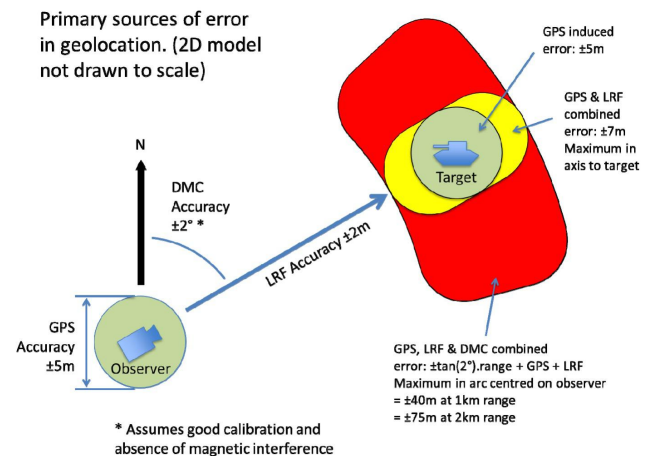 Primary sources of error
in geolocation. (2D model
not drawn to scale)
GPS induced
error: ±5m
GPS & LRF
combined
error: ±7m
Maximum in
axis to target
N
DMC
Accuracy
±2° *
Target
LRF Accuracy ±2m
GPS
Accuracy
±5m
Observer
GPS, LRF & DMC combined
error: ±tan(2°).range + GPS + LRF
Maximum in arc centred on observer
= ±40m at 1km range
= ±75m at 2km range
* Assumes good calibration and
absence of magnetic interference